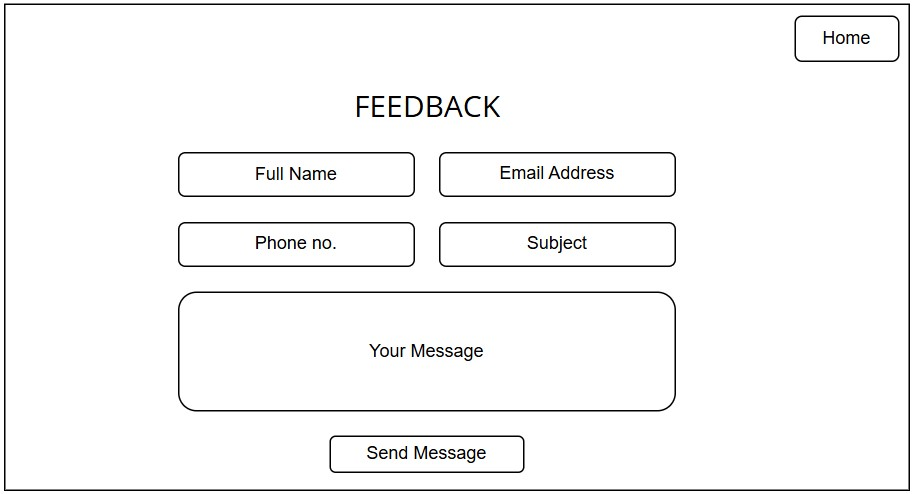 Home
FEEDBACK
Full Name
Email Address
Phone no.
Subject
Your Message
Send Message